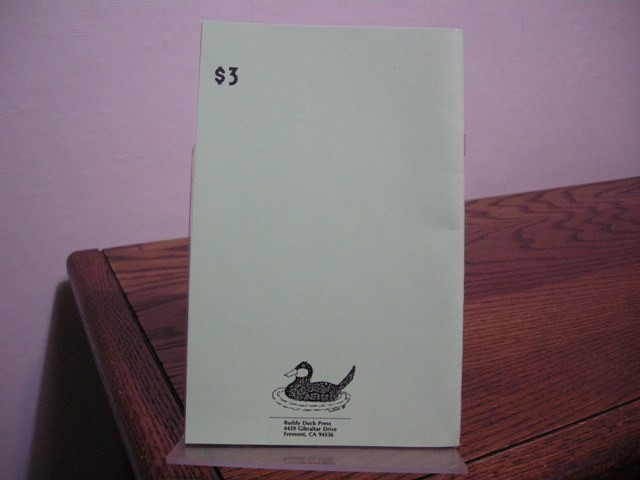 $3
Ruddy Duck Press
4429 Gibraltar Drive
Fremont, CA 94536